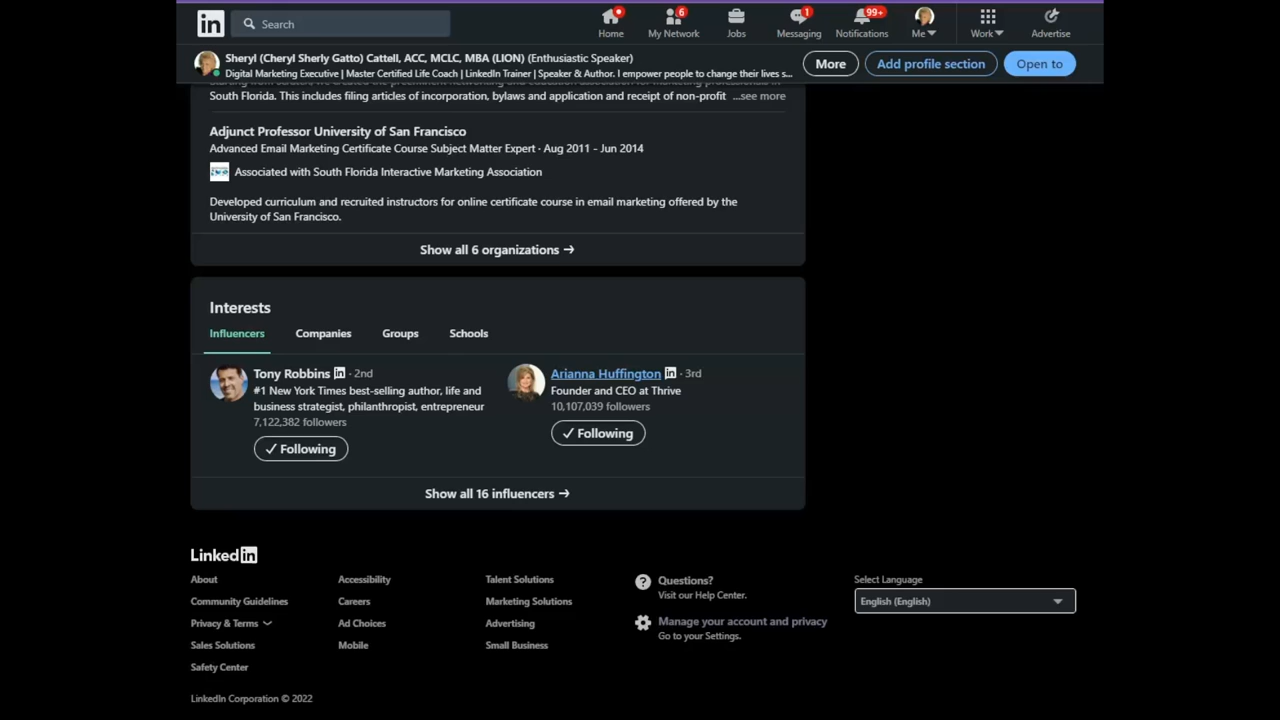 in Search
Home
6
My Network
Jobs
1
Messaging
99+
Notifications
Me
Work
Advertise
Sheryl (Cheryl Sherly Gatto) Cattell, ACC, MCLC, MBA (LION) (Enthusiastic Speaker)
Digital Marketing Executive | Master Certified Life Coach | LinkedIn Trainer | Speaker & Author. I empower people to change their lives s...
More
Add profile section
Open to
South Florida. This includes filing articles of incorporation, bylaws and application and receipt of non-profit ...see more
Adjunct Professor University of San Francisco
Advanced Email Marketing Certificate Course Subject Matter Expert · Aug 2011 - Jun 2014
Associated with South Florida Interactive Marketing Association
Developed curriculum and recruited instructors for online certificate course in email marketing offered by the
University of San Francisco.
Show all 6 organizations →
Interests
Influencers
Companies
Groups
Schools
Tony Robbins in · 2nd
#1 New York Times best-selling author, life and
business strategist, philanthropist, entrepreneur
7,122,382 followers
✓ Following
Arianna Huffington in · 3rd
Founder and CEO at Thrive
10,107,039 followers
✓ Following
Show all 16 influencers →
Linkedin
About
Accessibility
Talent Solutions
Community Guidelines
Careers
Marketing Solutions
Privacy & Terms
Ad Choices
Advertising
Sales Solutions
Mobile
Small Business
Safety Center
Questions?
Visit our Help Center.
Manage your account and privacy
Go to your Settings.
Select Language
English (English)
LinkedIn Corporation © 2022